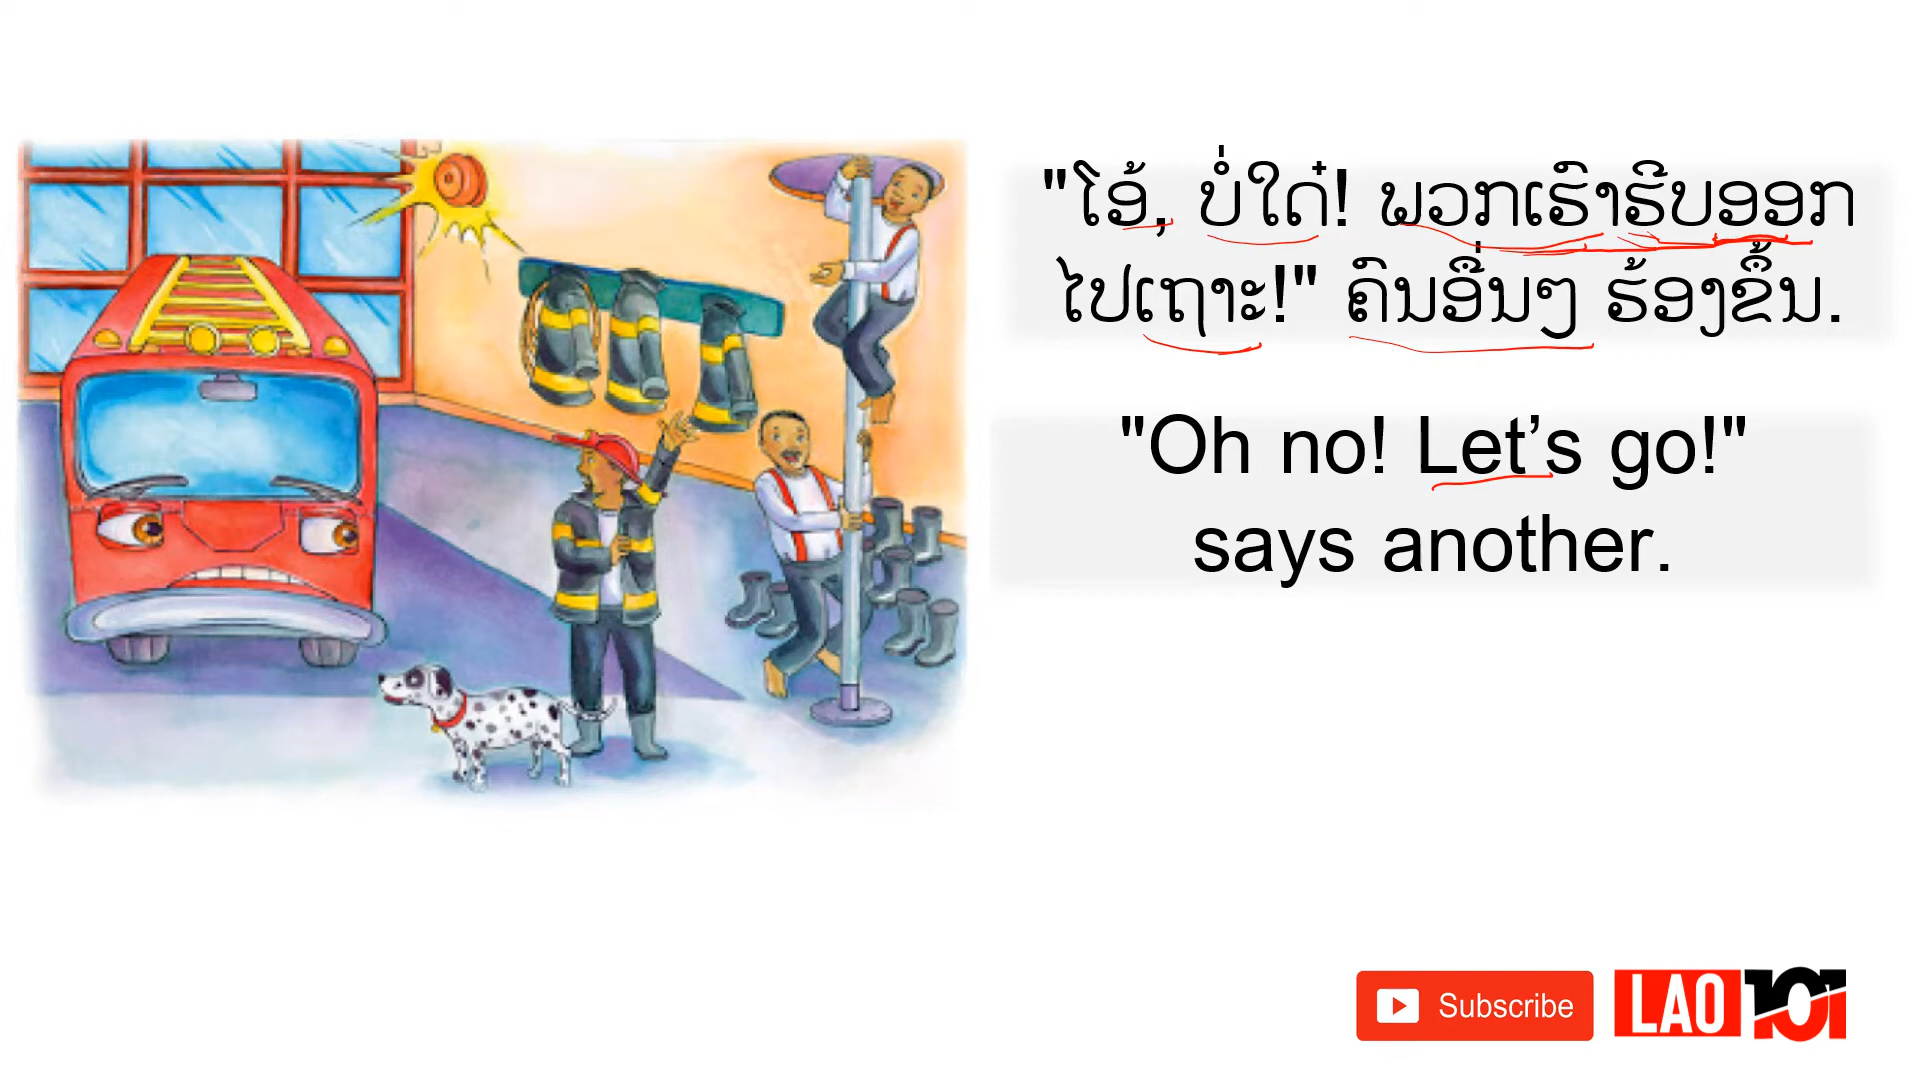 "ໂອ້, ບໍ່ໃດ໋! ພວກເຮົາຮີບອອກ
ໄປເຖາະ!" ຄົນອື່ນໆ ຮ້ອງຂຶ້ນ.
"Oh no! Let’s go!"
says another.
Subscribe
LAO 101